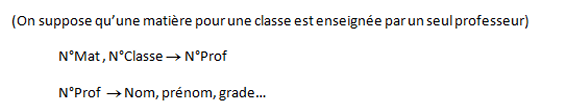 (On suppose qu'une matière pour une classe est enseignée par un seul professeur)
N°Mat , N°Classe → N°Prof
N°Prof → Nom, prénom, grade…